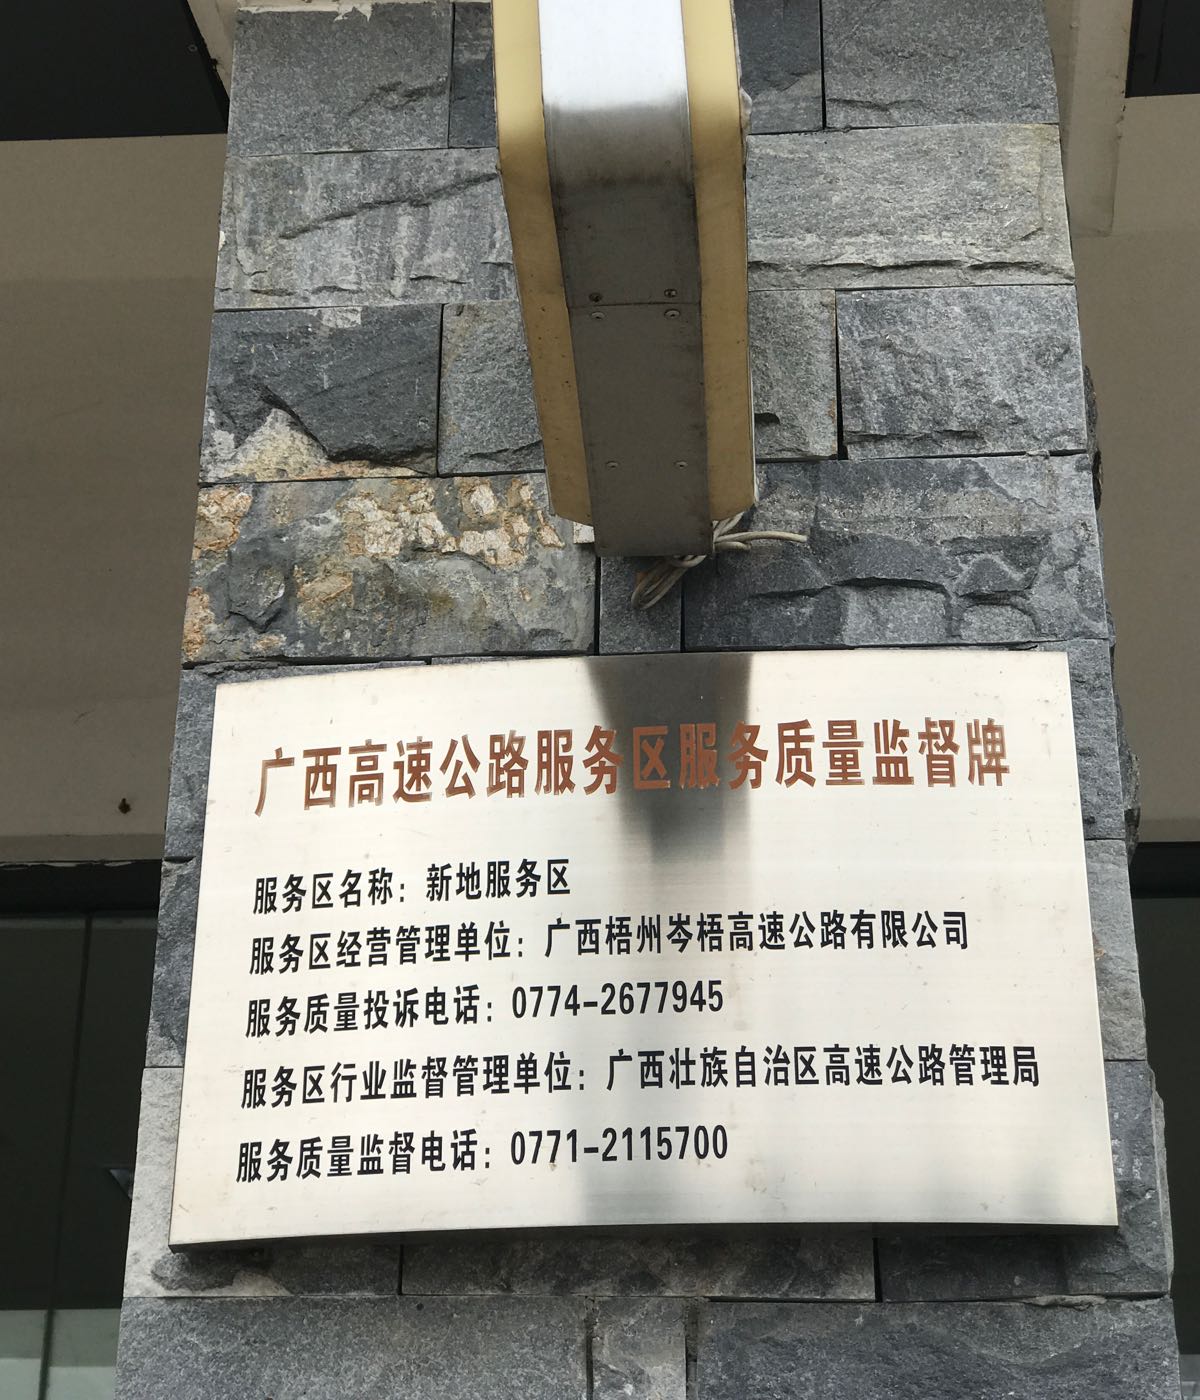 广西高速公路服务区服务质量监督牌
服务区名称：新地服务区
服务区经营管理单位：广西梧州岑梧高速公路有限公司
服务质量投诉电话：0774-2677945
服务区行业监督管理单位：广西壮族自治区高速公路管理局
服务质量监督电话：0771-2115700